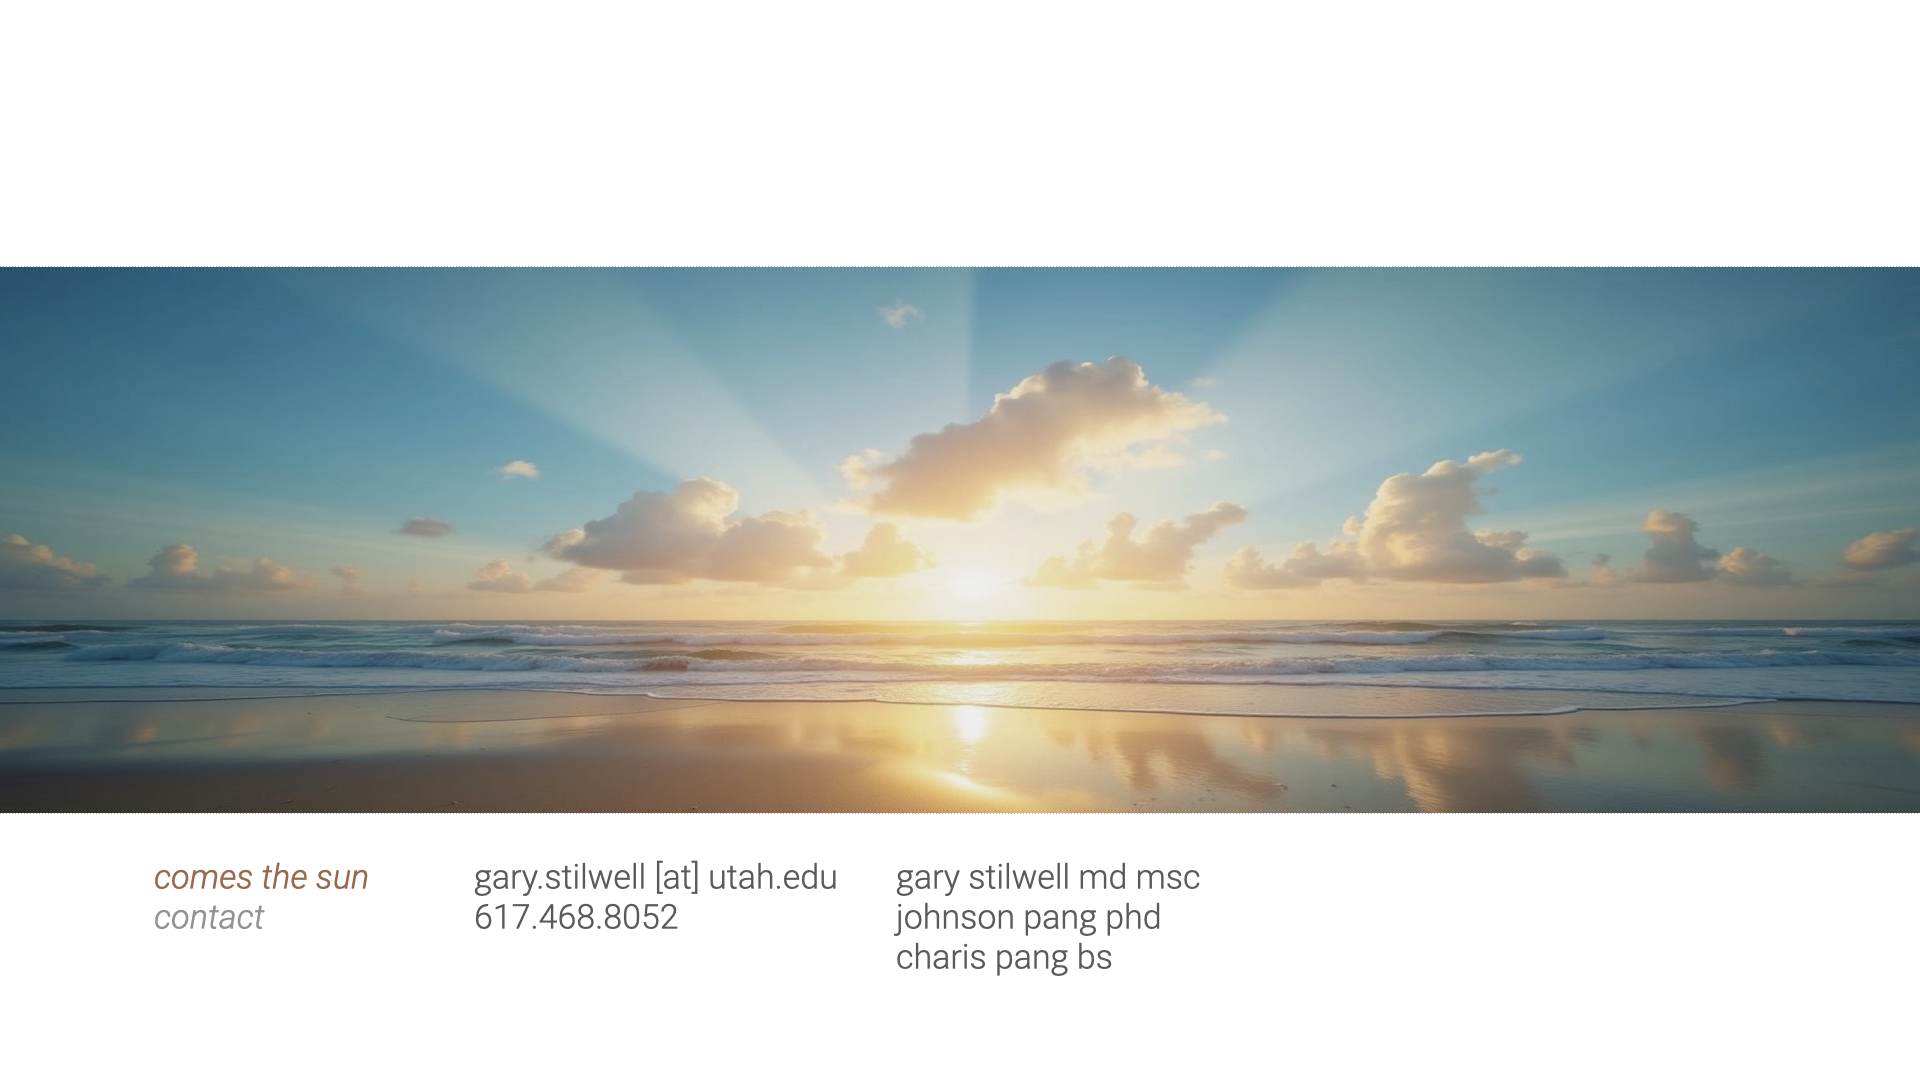 comes the sun
contact
gary.stilwell [at] utah.edu
617.468.8052
gary stilwell md msc
johnson pang phd
charis pang bs